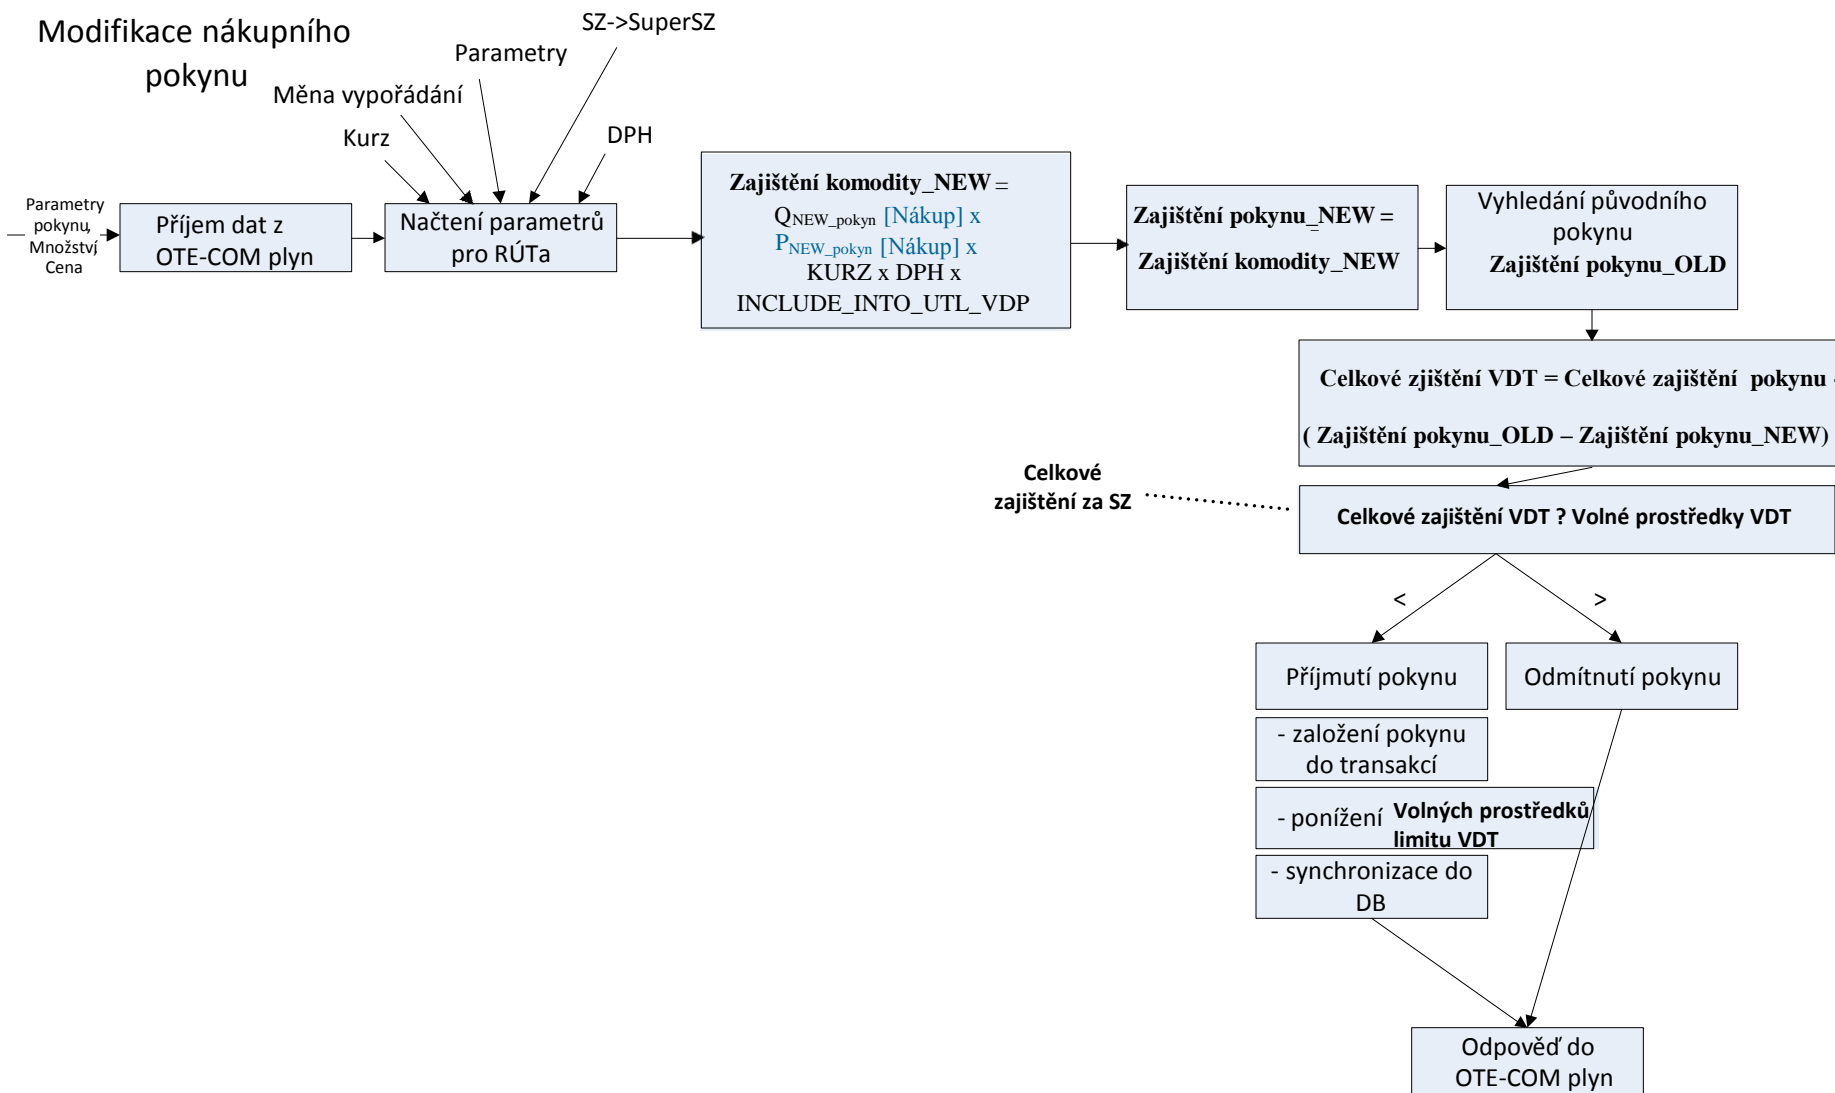 Modifikace nákupního
pokynu
SZ->SuperSZ
Parametry
Měna vypořádání
Kurz
DPH
Parametry
pokynu,
Množství,
Cena
Příjem dat z
OTE-COM plyn
Načtení parametrů
pro RÚTa
Zajištění komodity_NEW =
QNEW_pokyn [Nákup] x
PNEW_pokyn [Nákup] x
KURZ x DPH x
INCLUDE_INTO_UTL_VDP
Zajištění pokynu_NEW =
Zajištění komodity_NEW
Vyhledání původního
pokynu
Zajištění pokynu_OLD
Celkové zjištění VDT = Celkové zajištění pokynu -
( Zajištění pokynu_OLD – Zajištění pokynu_NEW)
Celkové
zajištění za SZ
Celkové zajištění VDT ? Volné prostředky VDT
<
>
Příjmutí pokynu
Odmítnutí pokynu
- založení pokynu
do transakcí
- ponížení Volných prostředků
limitu VDT
- synchronizace do
DB
Odpověď do
OTE-COM plyn